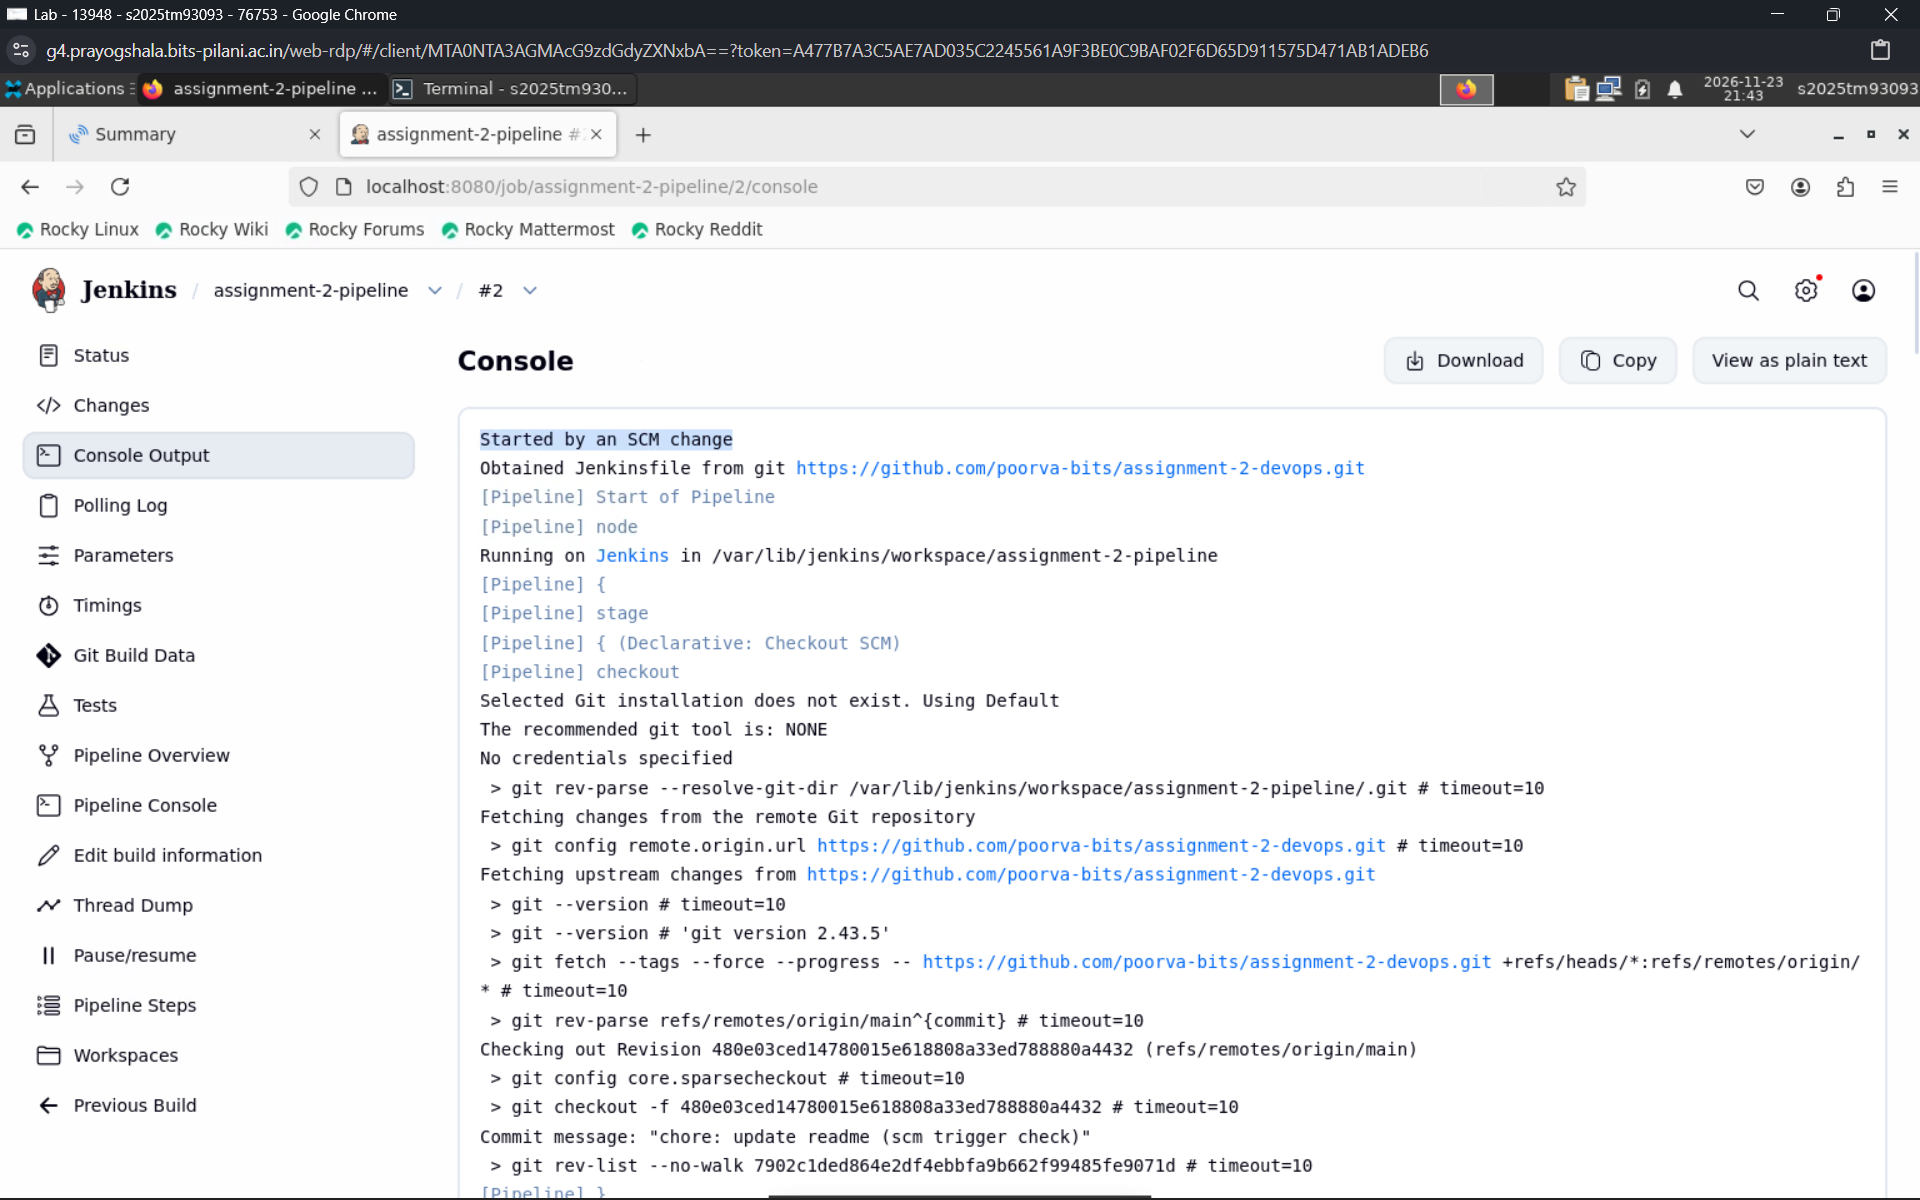 Lab - 13948 - s2025tm93093 - 76753 - Google Chrome
g4.prayogshala.bits-pilani.ac.in/web-rdp/#/client/MTA0NTA3AGMAcG9zdGdyZXNxbA==?token=A477B7A3C5AE7AD035C2245561A9F3BE0C9BAF02F6D65D911575D471AB1ADEB6
Applications assignment-2-pipeline ... Terminal - s2025tm930... 2026-11-23 21:43 s2025tm93093
Summary assignment-2-pipeline #
localhost:8080/job/assignment-2-pipeline/2/console
Rocky Linux Rocky Wiki Rocky Forums Rocky Mattermost Rocky Reddit
Jenkins / assignment-2-pipeline / #2
Status
Changes
Console Output
Polling Log
Parameters
Timings
Git Build Data
Tests
Pipeline Overview
Pipeline Console
Edit build information
Thread Dump
Pause/resume
Pipeline Steps
Workspaces
Previous Build
Console
Download Copy View as plain text
Started by an SCM change
Obtained Jenkinsfile from git https://github.com/poorva-bits/assignment-2-devops.git
[Pipeline] Start of Pipeline
[Pipeline] node
Running on Jenkins in /var/lib/jenkins/workspace/assignment-2-pipeline
[Pipeline] {
[Pipeline] stage
[Pipeline] { (Declarative: Checkout SCM)
[Pipeline] checkout
Selected Git installation does not exist. Using Default
The recommended git tool is: NONE
No credentials specified
> git rev-parse --resolve-git-dir /var/lib/jenkins/workspace/assignment-2-pipeline/.git # timeout=10
Fetching changes from the remote Git repository
> git config remote.origin.url https://github.com/poorva-bits/assignment-2-devops.git # timeout=10
Fetching upstream changes from https://github.com/poorva-bits/assignment-2-devops.git
> git --version # timeout=10
> git --version # 'git version 2.43.5'
> git fetch --tags --force --progress -- https://github.com/poorva-bits/assignment-2-devops.git +refs/heads/*:refs/remotes/origin/
* # timeout=10
> git rev-parse refs/remotes/origin/main^{commit} # timeout=10
Checking out Revision 480e03ced14780015e618808a33ed788880a4432 (refs/remotes/origin/main)
> git config core.sparsecheckout # timeout=10
> git checkout -f 480e03ced14780015e618808a33ed788880a4432 # timeout=10
Commit message: "chore: update readme (scm trigger check)"
> git rev-list --no-walk 7902c1ded864e2df4ebbfa9b662f99485fe9071d # timeout=10
[Pipeline] }